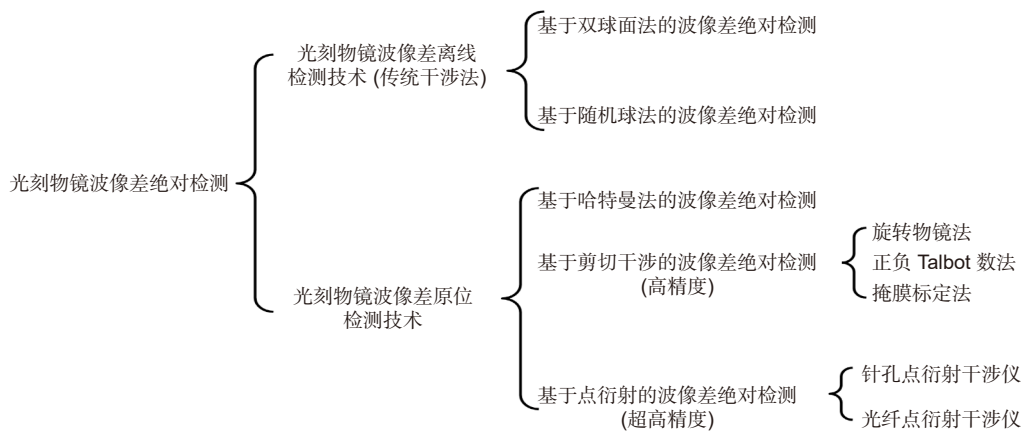 光刻物镜波像差绝对检测
光刻物镜波像差离线
检测技术 (传统干涉法)
基于双球面法的波像差绝对检测
基于随机球法的波像差绝对检测
光刻物镜波像差原位
检测技术
基于哈特曼法的波像差绝对检测
基于剪切干涉的波像差绝对检测
(高精度)
旋转物镜法
正负 Talbot 数法
掩膜标定法
基于点衍射的波像差绝对检测
(超高精度)
针孔点衍射干涉仪
光纤点衍射干涉仪